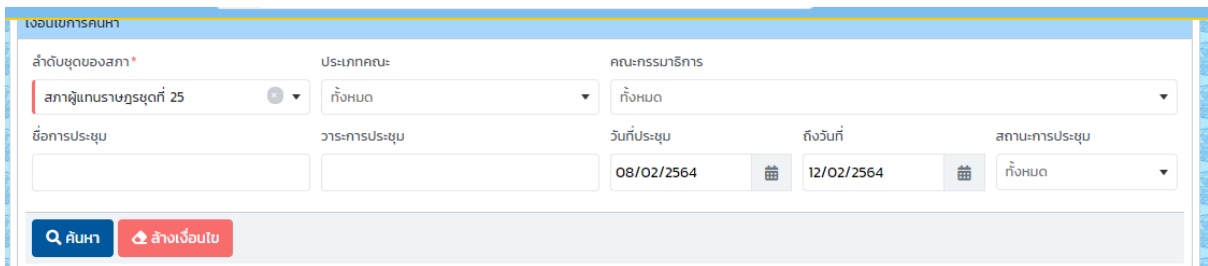 เงื่อนไขการค้นหา
ลำดับชุดของสภา* ประเภทคณะ คณะกรรมาธิการ
สภาผู้แทนราษฎรชุดที่ 25 ทั้งหมด ทั้งหมด
ชื่อการประชุม วาระการประชุม วันที่ประชุม ถึงวันที่ สถานะการประชุม
08/02/2564 12/02/2564 ทั้งหมด
ค้นหา ล้างเงื่อนไข